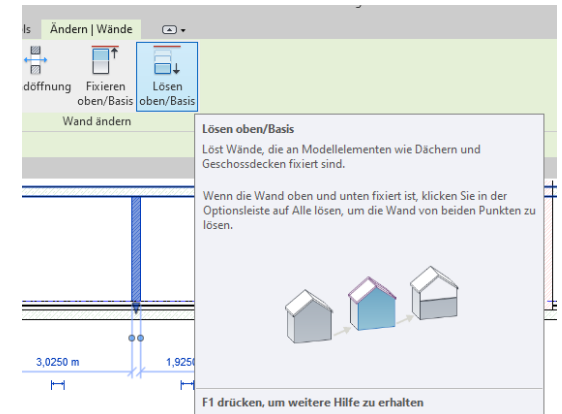 ls Ändern | Wände
döffnung Fixieren Lösen
oben/Basis oben/Basis
Wand ändern
Lösen oben/Basis
Löst Wände, die an Modellelementen wie Dächern und
Geschossdecken fixiert sind.
Wenn die Wand oben und unten fixiert ist, klicken Sie in der
Optionsleiste auf Alle lösen, um die Wand von beiden Punkten zu
lösen.
3,0250 m 1,925
F1 drücken, um weitere Hilfe zu erhalten